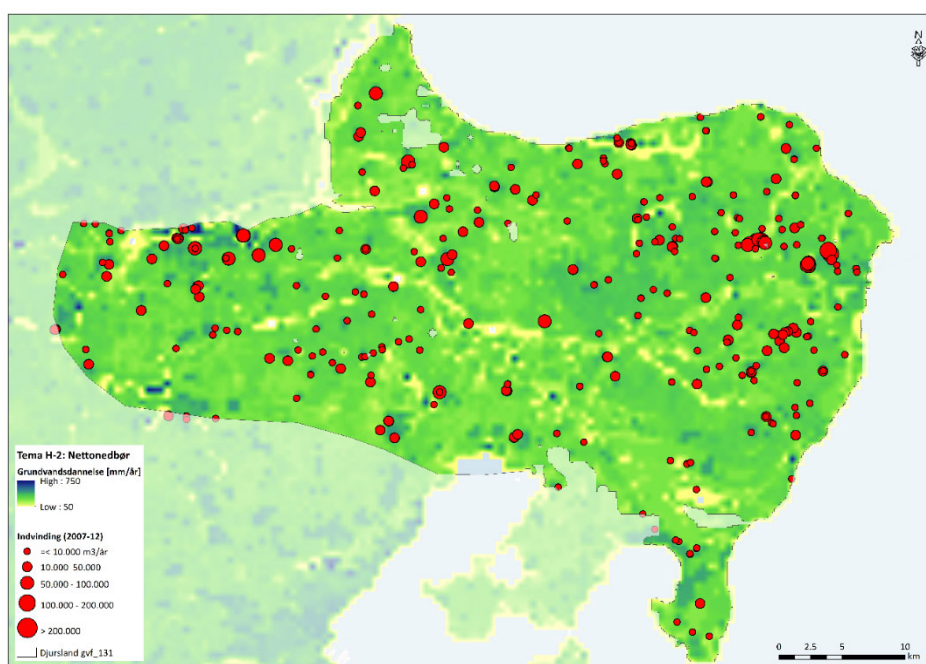 N
Tema H-2: Nettonedbør
Grundvandsdannelse [mm/år]
High : 750
Low : 50
Indvinding (2007-12)
=< 10.000 m3/år
10.000 50.000
50.000 - 100.000
100.000 - 200.000
> 200.000
Djursland gvf_131
0 2.5 5 10
km